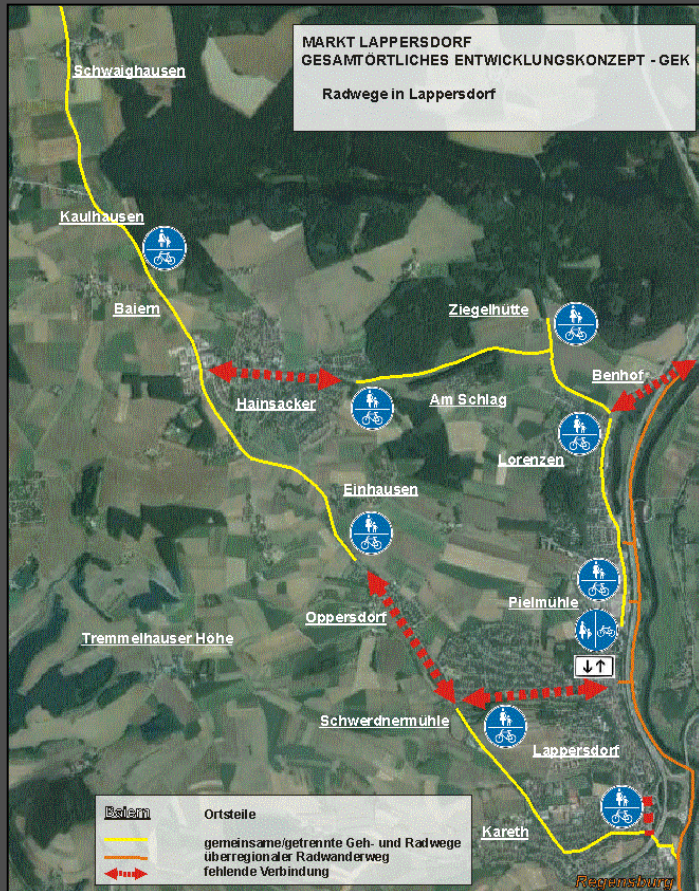 MARKT LAPPERSDORF
GESAMTÖRTLICHES ENTWICKLUNGSKONZEPT - GEK
Radwege in Lappersdorf
Schwaighausen
Kaulhausen
Baiern
Ziegelhütte
Benhof
Hainsacker
Am Schlag
Lorenzen
Einhausen
Pielmühle
Oppersdorf
Tremmelhauser Höhe
Schwerdnermühle
Lappersdorf
Kareth
Baiern
Ortsteile
gemeinsame/getrennte Geh- und Radwege
überregionaler Radwanderweg
fehlende Verbindung
Regensburg